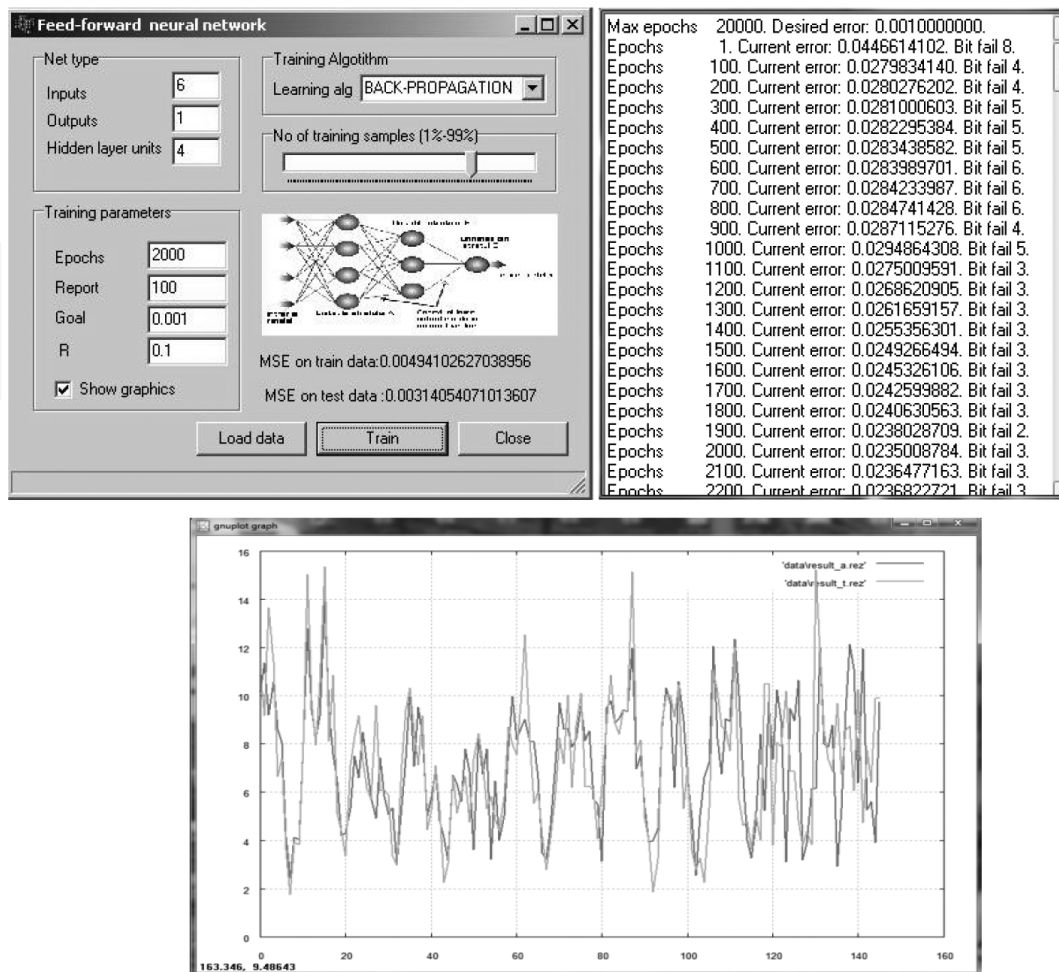 Feed-forward neural network
Net type
Inputs 6
Outputs 1
Hidden layer units 4
Training Algotithm
Learning alg BACK-PROPAGATION
No of training samples (1%-99%)
Training parameters
Epochs 2000
Report 100
Goal 0.001
R 0.1
Show graphics
MSE on train data:0.00494102627038956
MSE on test data :0.00314054071013607
Load data Train Close
Max epochs 20000. Desired error: 0.0010000000.
Epochs 1. Current error: 0.0446614102. Bit fail 8.
Epochs 100. Current error: 0.0279834140. Bit fail 4.
Epochs 200. Current error: 0.0280276202. Bit fail 4.
Epochs 300. Current error: 0.0281000603. Bit fail 5.
Epochs 400. Current error: 0.0282295384. Bit fail 5.
Epochs 500. Current error: 0.0283438582. Bit fail 5.
Epochs 600. Current error: 0.0283989701. Bit fail 6.
Epochs 700. Current error: 0.0284233987. Bit fail 6.
Epochs 800. Current error: 0.0284741428. Bit fail 6.
Epochs 900. Current error: 0.0287115276. Bit fail 4.
Epochs 1000. Current error: 0.0294864308. Bit fail 5.
Epochs 1100. Current error: 0.0275009591. Bit fail 3.
Epochs 1200. Current error: 0.0268620905. Bit fail 3.
Epochs 1300. Current error: 0.0261659157. Bit fail 3.
Epochs 1400. Current error: 0.0255356301. Bit fail 3.
Epochs 1500. Current error: 0.0249266494. Bit fail 3.
Epochs 1600. Current error: 0.0245326106. Bit fail 3.
Epochs 1700. Current error: 0.0242599882. Bit fail 3.
Epochs 1800. Current error: 0.0240630563. Bit fail 3.
Epochs 1900. Current error: 0.0238028709. Bit fail 2.
Epochs 2000. Current error: 0.0235008784. Bit fail 3.
Epochs 2100. Current error: 0.0236477163. Bit fail 3.
Epochs 2200. Current error: 0.0236822721. Bit fail 3
gnuplot graph
'data\result_a.rez'
'data\result_t.rez'
16
14
12
10
8
6
4
2
0
0 20 40 60 80 100 120 140 160
163.346, 9.48643